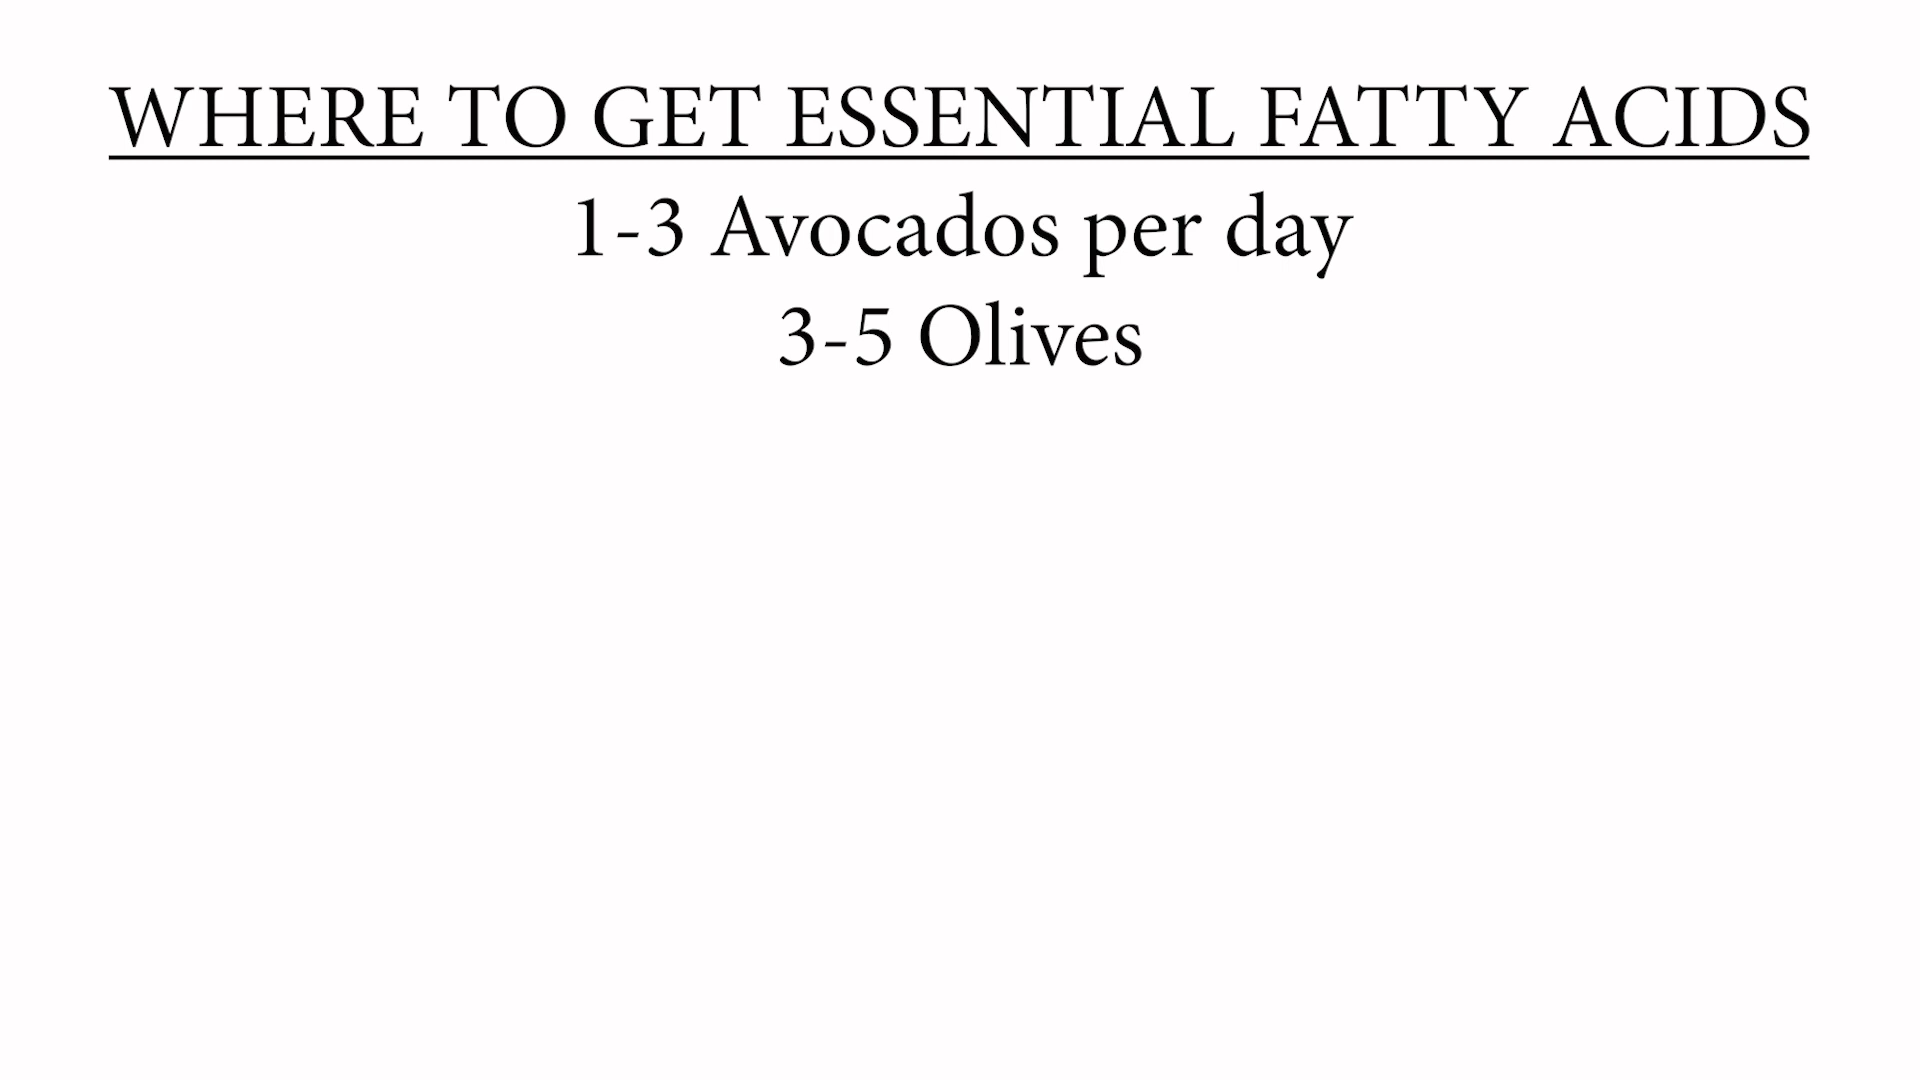 WHERE TO GET ESSENTIAL FATTY ACIDS
1-3 Avocados per day
3-5 Olives